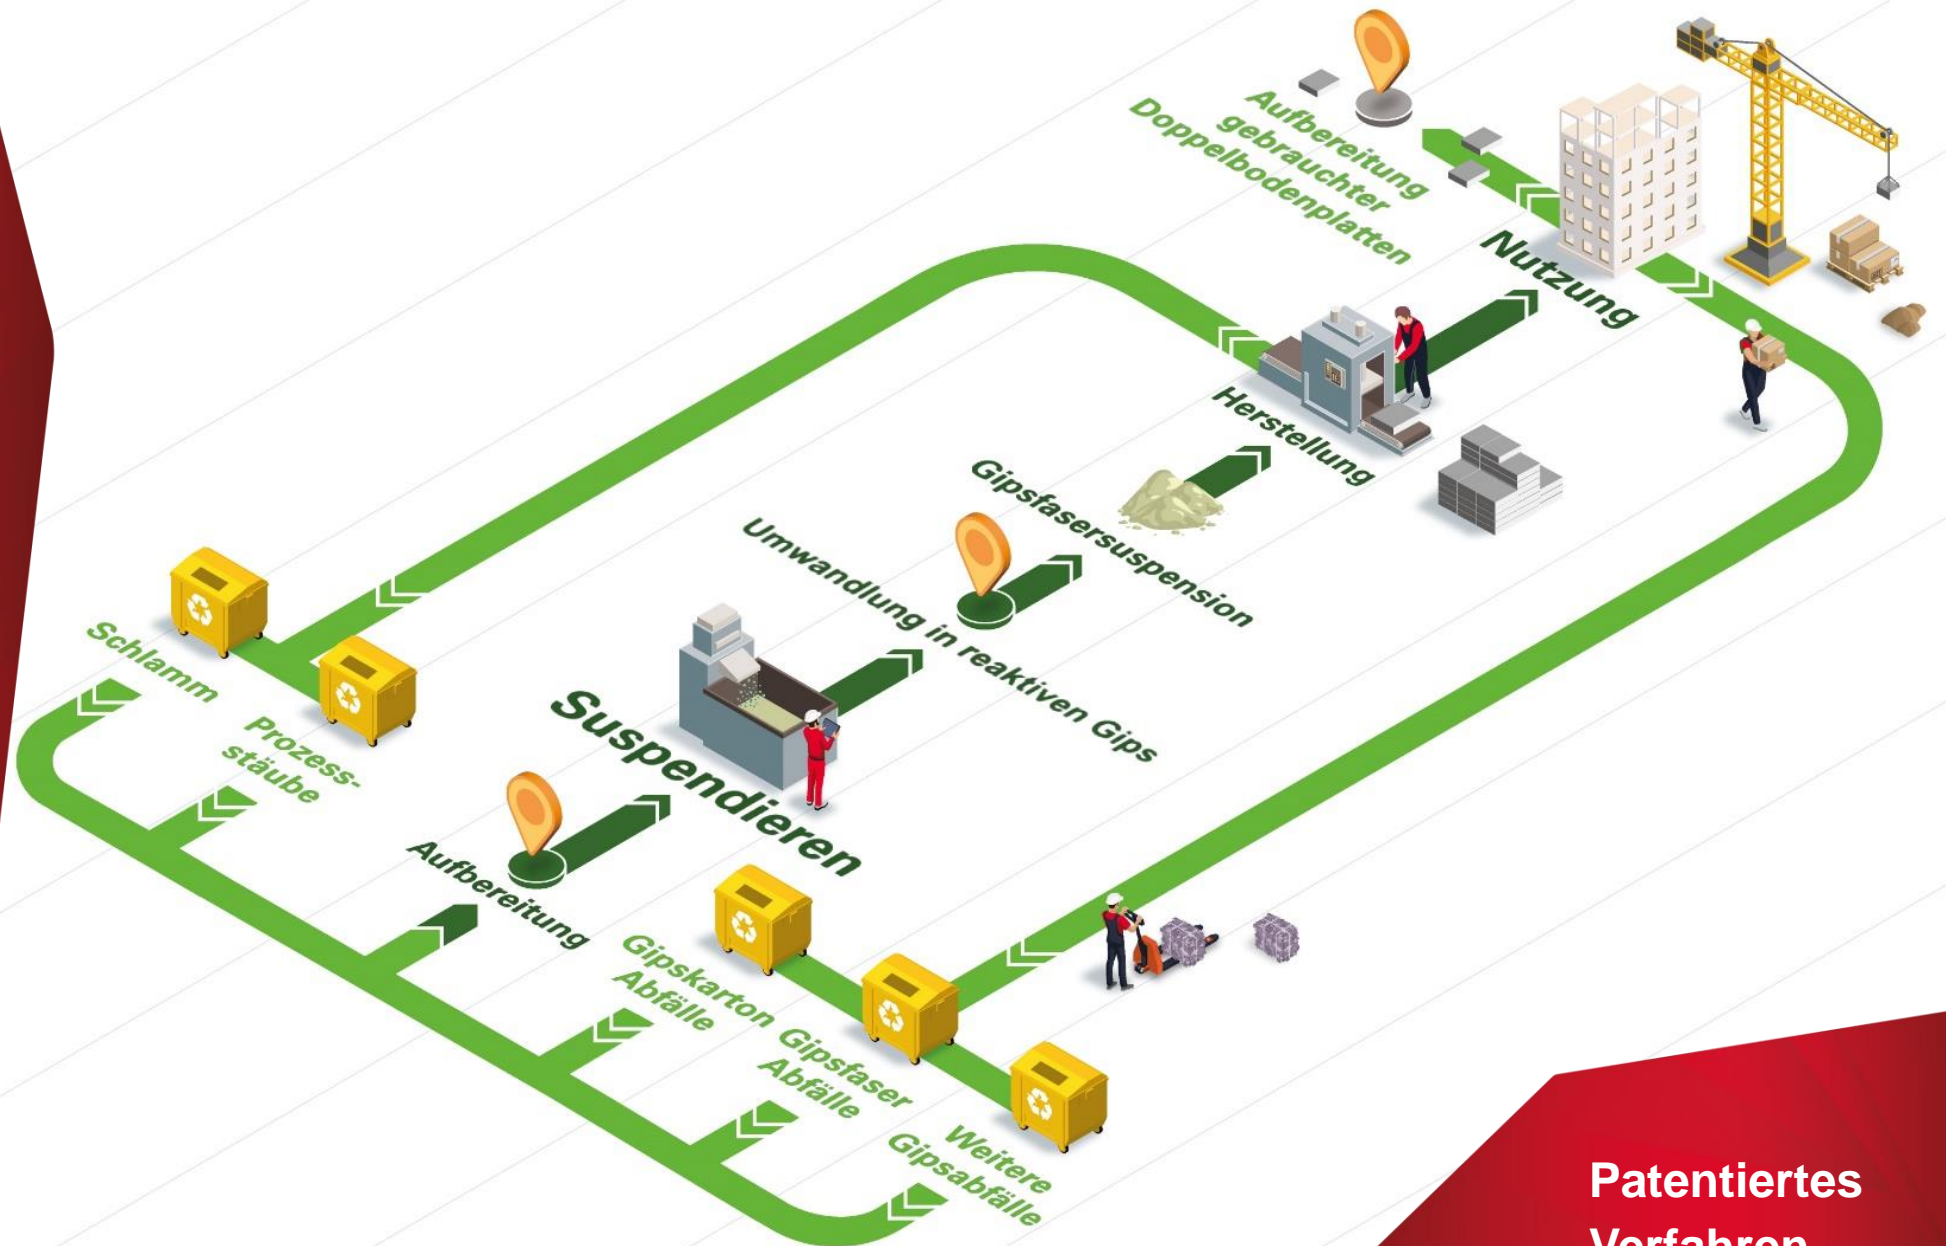 Aufbereitung
gebrauchter
Doppelbodenplatten
Nutzung
Herstellung
Gipsfasersuspension
Umwandlung in reaktiven Gips
Suspendieren
Aufbereitung
Schlamm
Prozess-
stäube
Gipskarton
Abfälle
Gipsfaser
Abfälle
Weitere
Gipsabfälle
Patentiertes
Verfahren